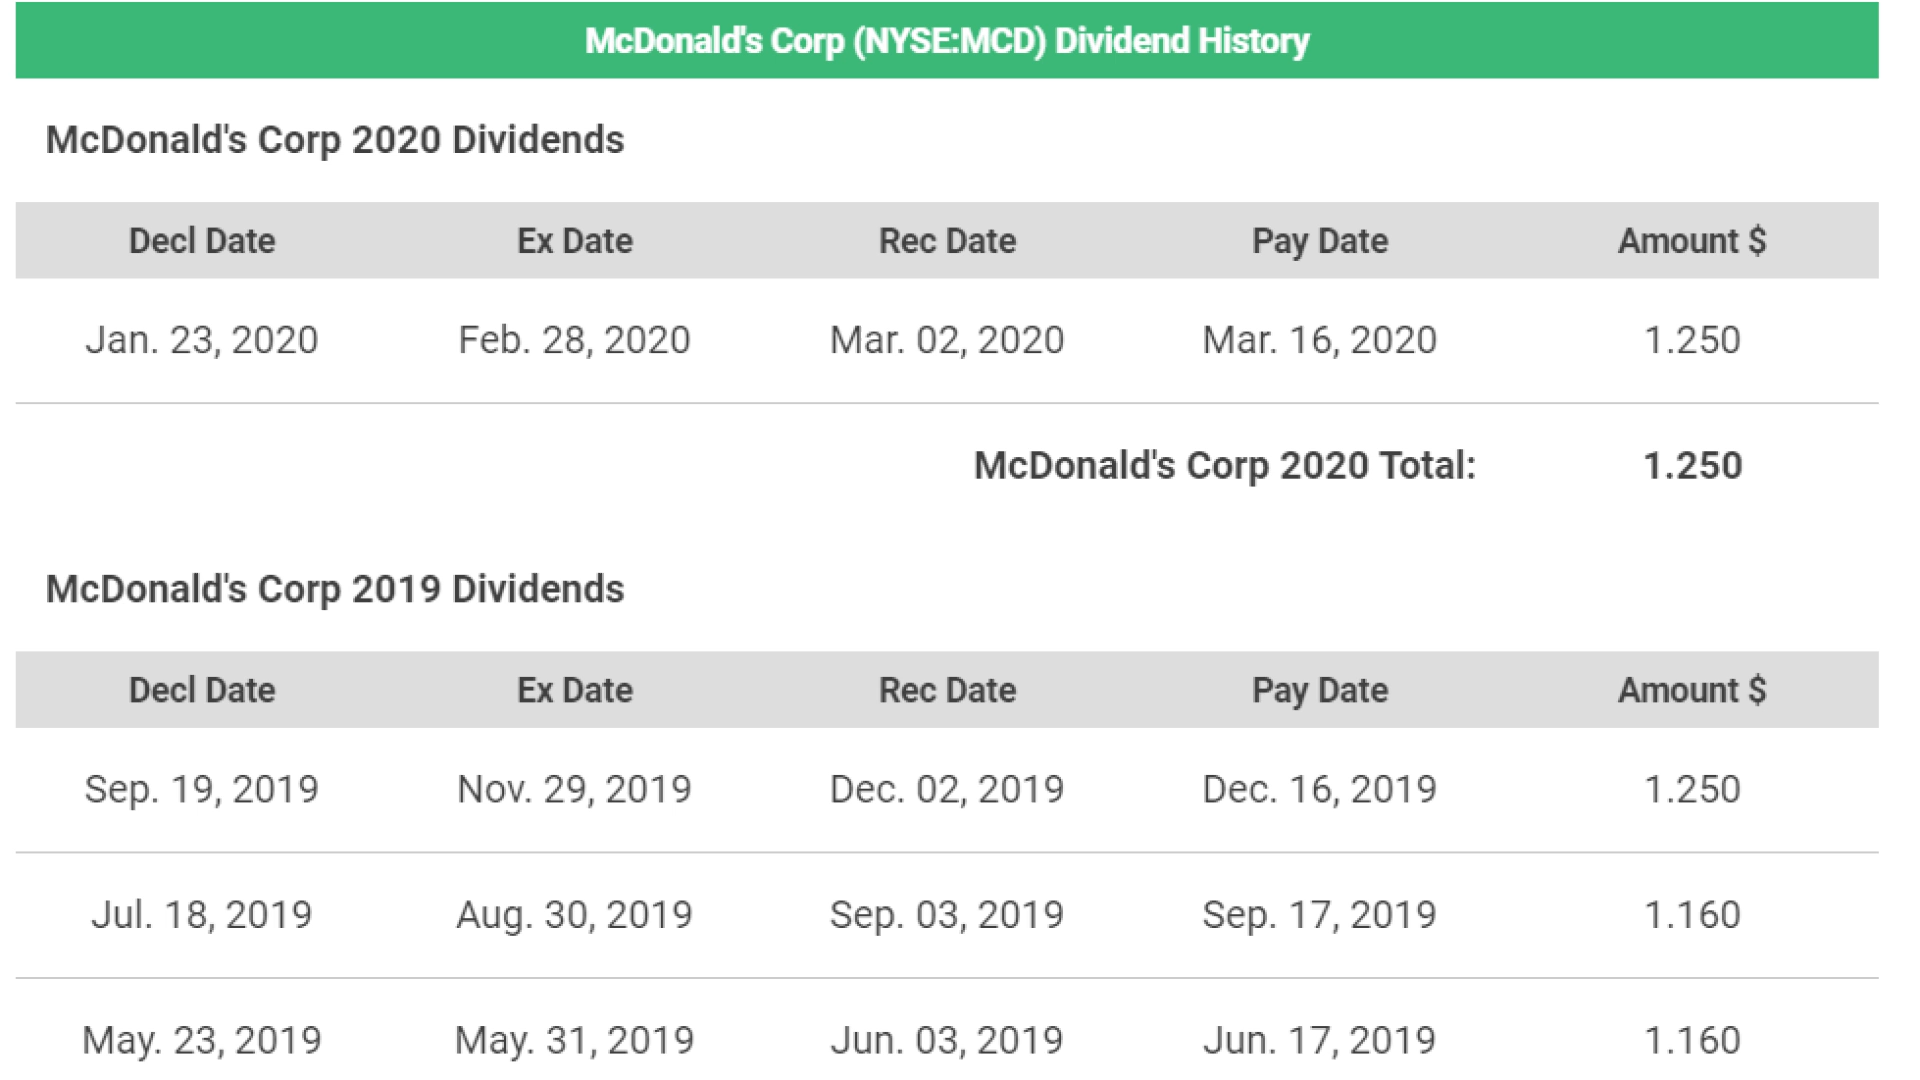 McDonald's Corp (NYSE:MCD) Dividend History
McDonald's Corp 2020 Dividends
Decl Date Ex Date Rec Date Pay Date Amount $
Jan. 23, 2020 Feb. 28, 2020 Mar. 02, 2020 Mar. 16, 2020 1.250
McDonald's Corp 2020 Total: 1.250
McDonald's Corp 2019 Dividends
Decl Date Ex Date Rec Date Pay Date Amount $
Sep. 19, 2019 Nov. 29, 2019 Dec. 02, 2019 Dec. 16, 2019 1.250
Jul. 18, 2019 Aug. 30, 2019 Sep. 03, 2019 Sep. 17, 2019 1.160
May. 23, 2019 May. 31, 2019 Jun. 03, 2019 Jun. 17, 2019 1.160